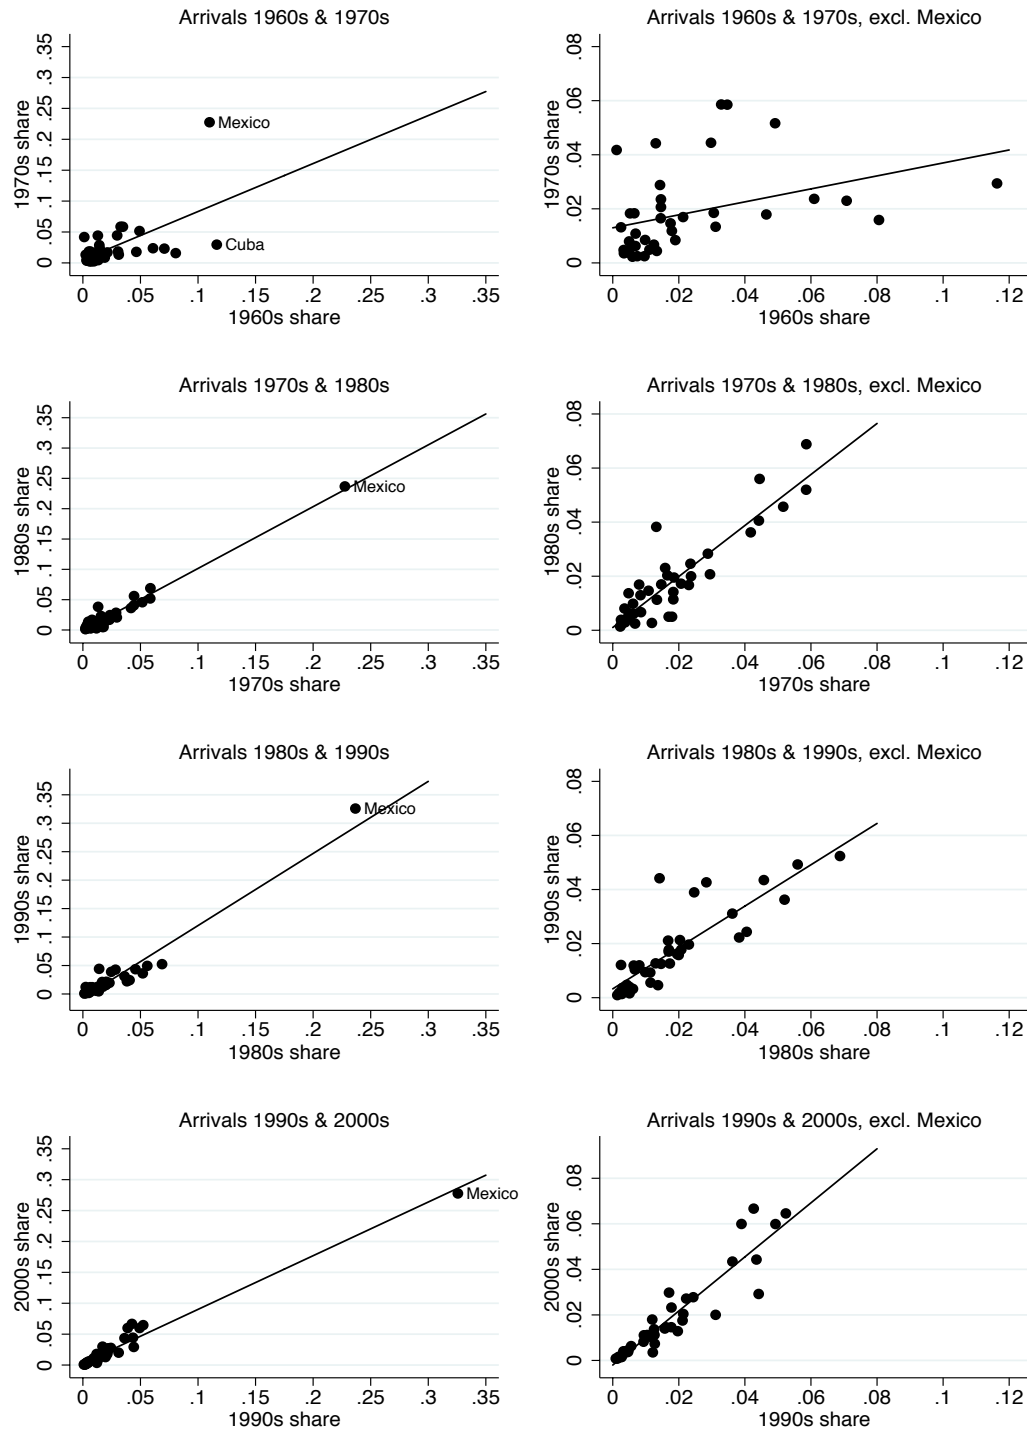 Arrivals 1960s & 1970s
1970s share
0 .05 .1 .15 .2 .25 .3 .35
Mexico
Cuba
0 .05 .1 .15 .2 .25 .3 .35
1960s share
Arrivals 1960s & 1970s, excl. Mexico
1970s share
0 .02 .04 .06 .08
0 .02 .04 .06 .08 .1 .12
1960s share
Arrivals 1970s & 1980s
1980s share
0 .05 .1 .15 .2 .25 .3 .35
Mexico
0 .05 .1 .15 .2 .25 .3 .35
1970s share
Arrivals 1970s & 1980s, excl. Mexico
1980s share
0 .02 .04 .06 .08
0 .02 .04 .06 .08 .1 .12
1970s share
Arrivals 1980s & 1990s
1990s share
0 .05 .1 .15 .2 .25 .3 .35
Mexico
0 .05 .1 .15 .2 .25 .3 .35
1980s share
Arrivals 1980s & 1990s, excl. Mexico
1990s share
0 .02 .04 .06 .08
0 .02 .04 .06 .08 .1 .12
1980s share
Arrivals 1990s & 2000s
2000s share
0 .05 .1 .15 .2 .25 .3 .35
Mexico
0 .05 .1 .15 .2 .25 .3 .35
1990s share
Arrivals 1990s & 2000s, excl. Mexico
2000s share
0 .02 .04 .06 .08
0 .02 .04 .06 .08 .1 .12
1990s share